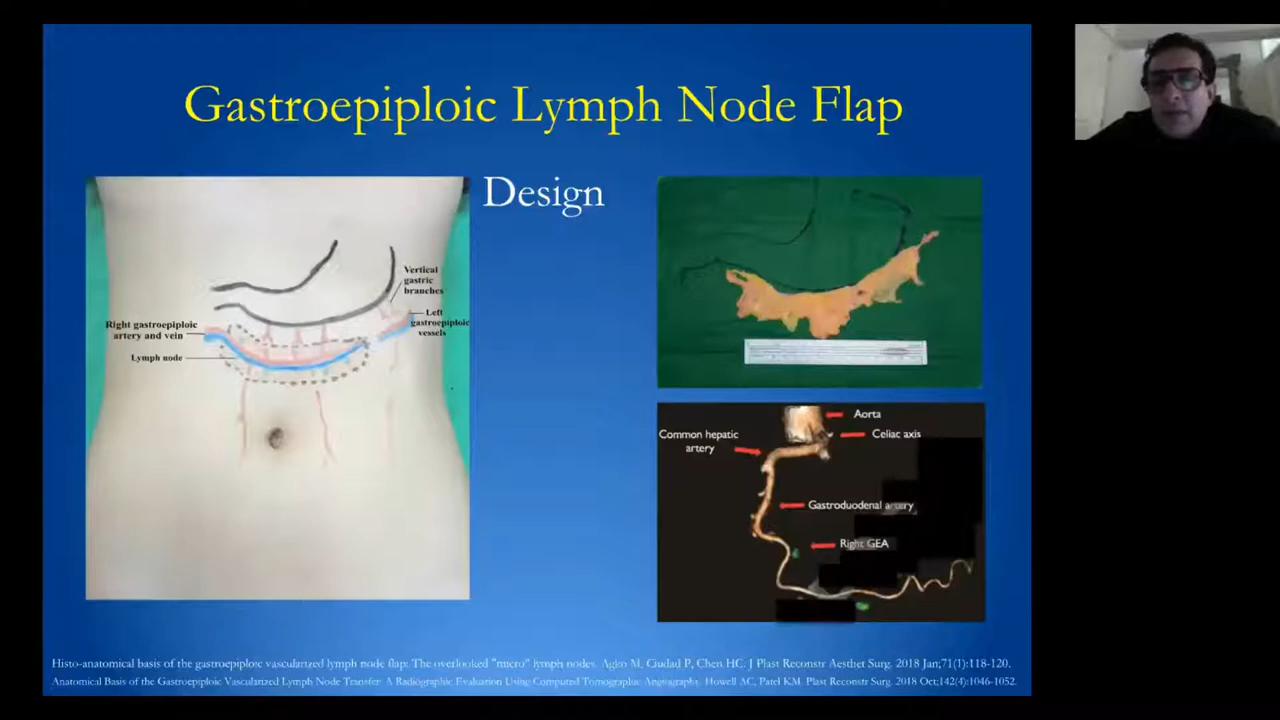 Gastroepiploic Lymph Node Flap
Design
Vertical
gastric
branches
Left
gastroepiploic
vessels
Right gastroepiploic
artery and vein
Lymph node
Aorta
Common hepatic
artery
Celiac axis
Gastroduodenal artery
Right GEA
Histo-anatomical basis of the gastroepiploic vascularized lymph node flap: The overlooked "micro" lymph nodes. Agko M, Ciudad P, Chen HC. J Plast Reconstr Aesthet Surg. 2018 Jan;71(1):118-120.
Anatomical Basis of the Gastroepiploic Vascularized Lymph Node Transfer: A Radiographic Evaluation Using Computed Tomographic Angiography. Howell AC, Patel KM. Plast Reconstr Surg. 2018 Oct;142(4):1046-1052.